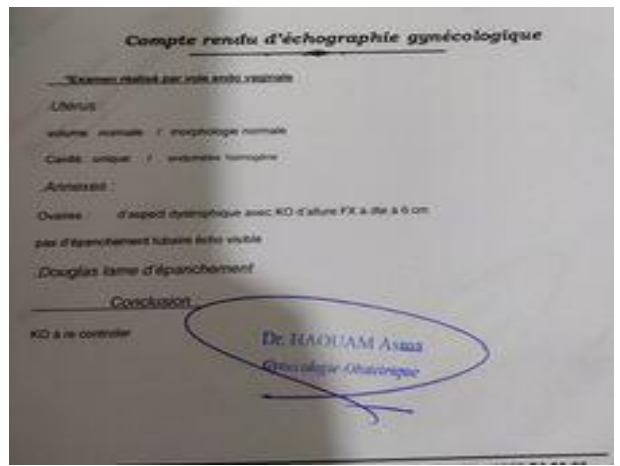 Compte rendu d'échographie gynécologique
"Examen réalisé par voie endo vaginale
.Utérus
volume normale / morphologie normale
Cavité unique / endomètre homogène
.Annexes :
Ovaires : d'aspect dystrophique avec KO d'allure FX à dte à 6 cm
pas d'épanchement tubaire écho visible
.Douglas lame d'épanchement
Conclusion :
KO à re controler
Dr. HAOUAM Asma
Gynécologie-Obstétrique